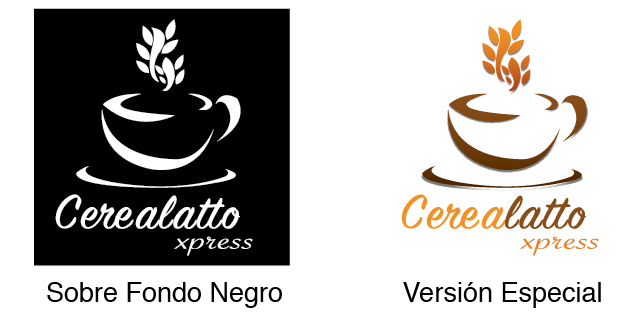 Cerealatto
xpress
Sobre Fondo Negro
Cerealatto
xpress
Versión Especial